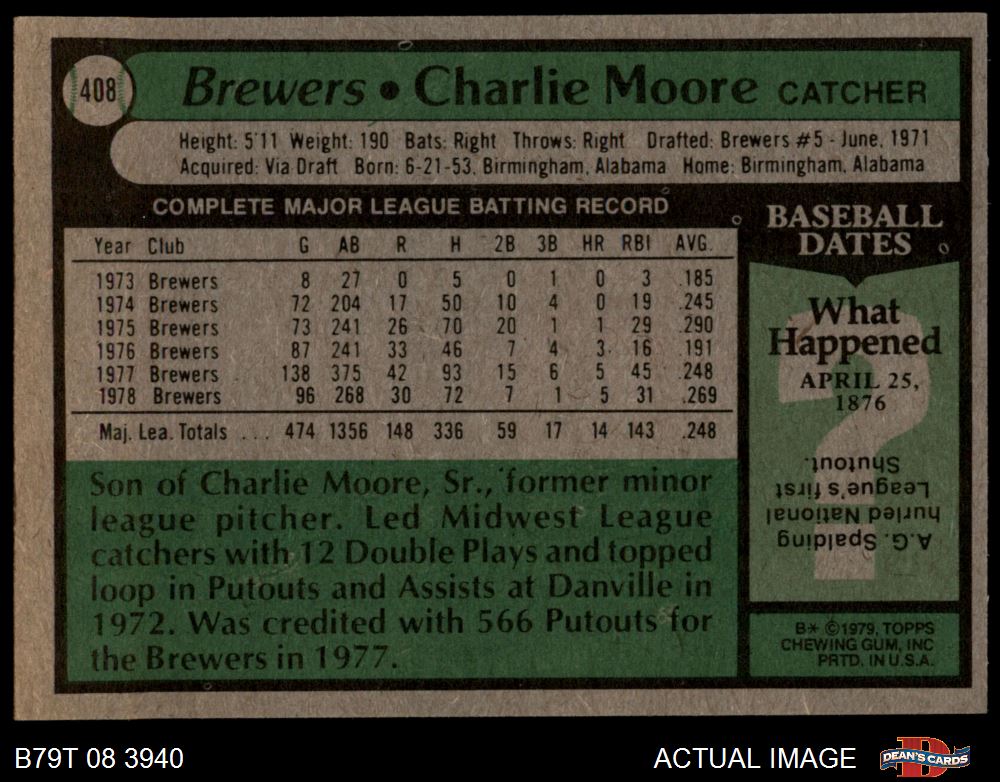 408
Brewers • Charlie Moore CATCHER
Height: 5'11 Weight: 190 Bats: Right Throws: Right Drafted: Brewers #5 - June, 1971
Acquired: Via Draft Born: 6-21-53, Birmingham, Alabama Home: Birmingham, Alabama
COMPLETE MAJOR LEAGUE BATTING RECORD
Year Club G AB R H 2B 3B HR RBI AVG.
1973 Brewers 8 27 0 5 0 1 0 3 .185
1974 Brewers 72 204 17 50 10 4 0 19 .245
1975 Brewers 73 241 26 70 20 1 1 29 .290
1976 Brewers 87 241 33 46 7 4 3 16 .191
1977 Brewers 138 375 42 93 15 6 5 45 .248
1978 Brewers 96 268 30 72 7 1 5 31 .269
Maj. Lea. Totals ... 474 1356 148 336 59 17 14 143 .248
Son of Charlie Moore, Sr., former minor
league pitcher. Led Midwest League
catchers with 12 Double Plays and topped
loop in Putouts and Assists at Danville in
1972. Was credited with 566 Putouts for
the Brewers in 1977.
BASEBALL
DATES
What
Happened
APRIL 25,
1876
?
A.G. Spalding
hurled National
League's first
Shutout.
B* ©1979, TOPPS
CHEWING GUM, INC
PRTD. IN U.S.A.
B79T 08 3940
ACTUAL IMAGE
D
DEAN'S CARDS